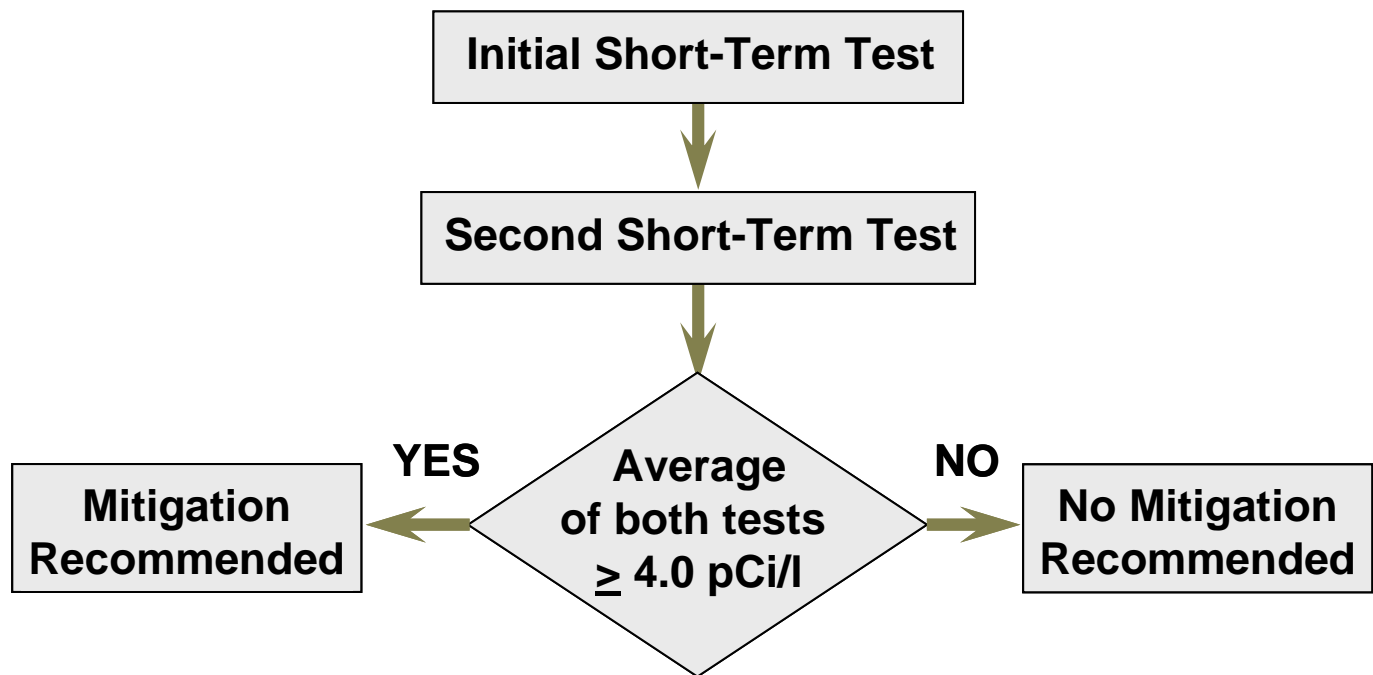 Initial Short-Term Test
Second Short-Term Test
YES
NO
Average
of both tests
≥ 4.0 pCi/l
Mitigation
Recommended
No Mitigation
Recommended